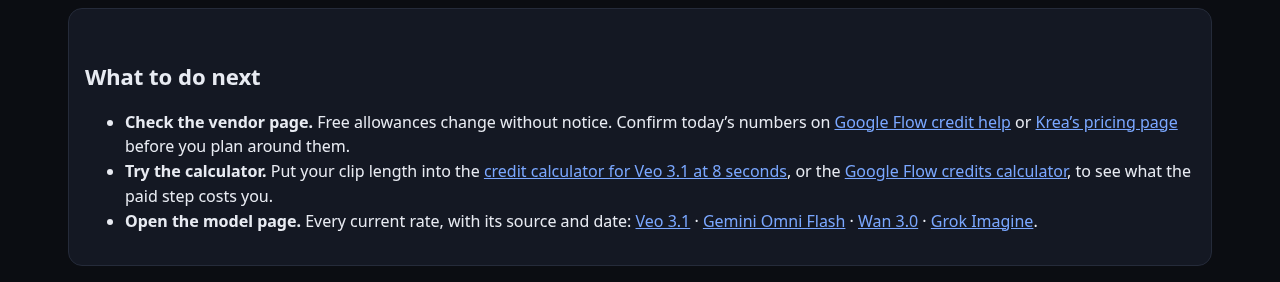 What to do next
• Check the vendor page. Free allowances change without notice. Confirm today’s numbers on Google Flow credit help or Krea’s pricing page
before you plan around them.
• Try the calculator. Put your clip length into the credit calculator for Veo 3.1 at 8 seconds, or the Google Flow credits calculator, to see what the
paid step costs you.
• Open the model page. Every current rate, with its source and date: Veo 3.1 · Gemini Omni Flash · Wan 3.0 · Grok Imagine.